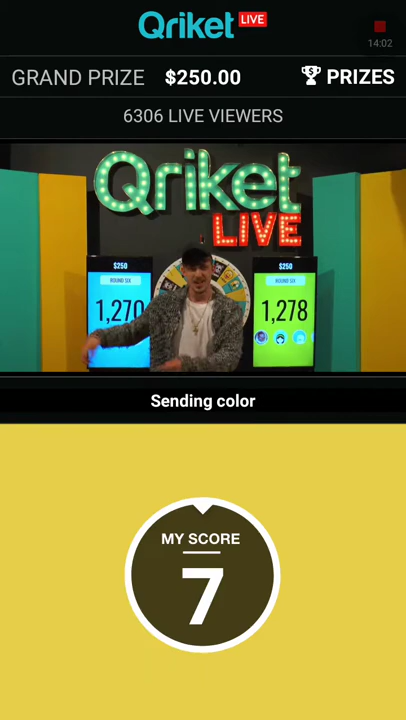 Qriket LIVE
14:02
GRAND PRIZE $250.00 PRIZES
6306 LIVE VIEWERS
Qriket
LIVE
$250
ROUND SIX
1,270
$250
ROUND SIX
1,278
Sending color
MY SCORE
7